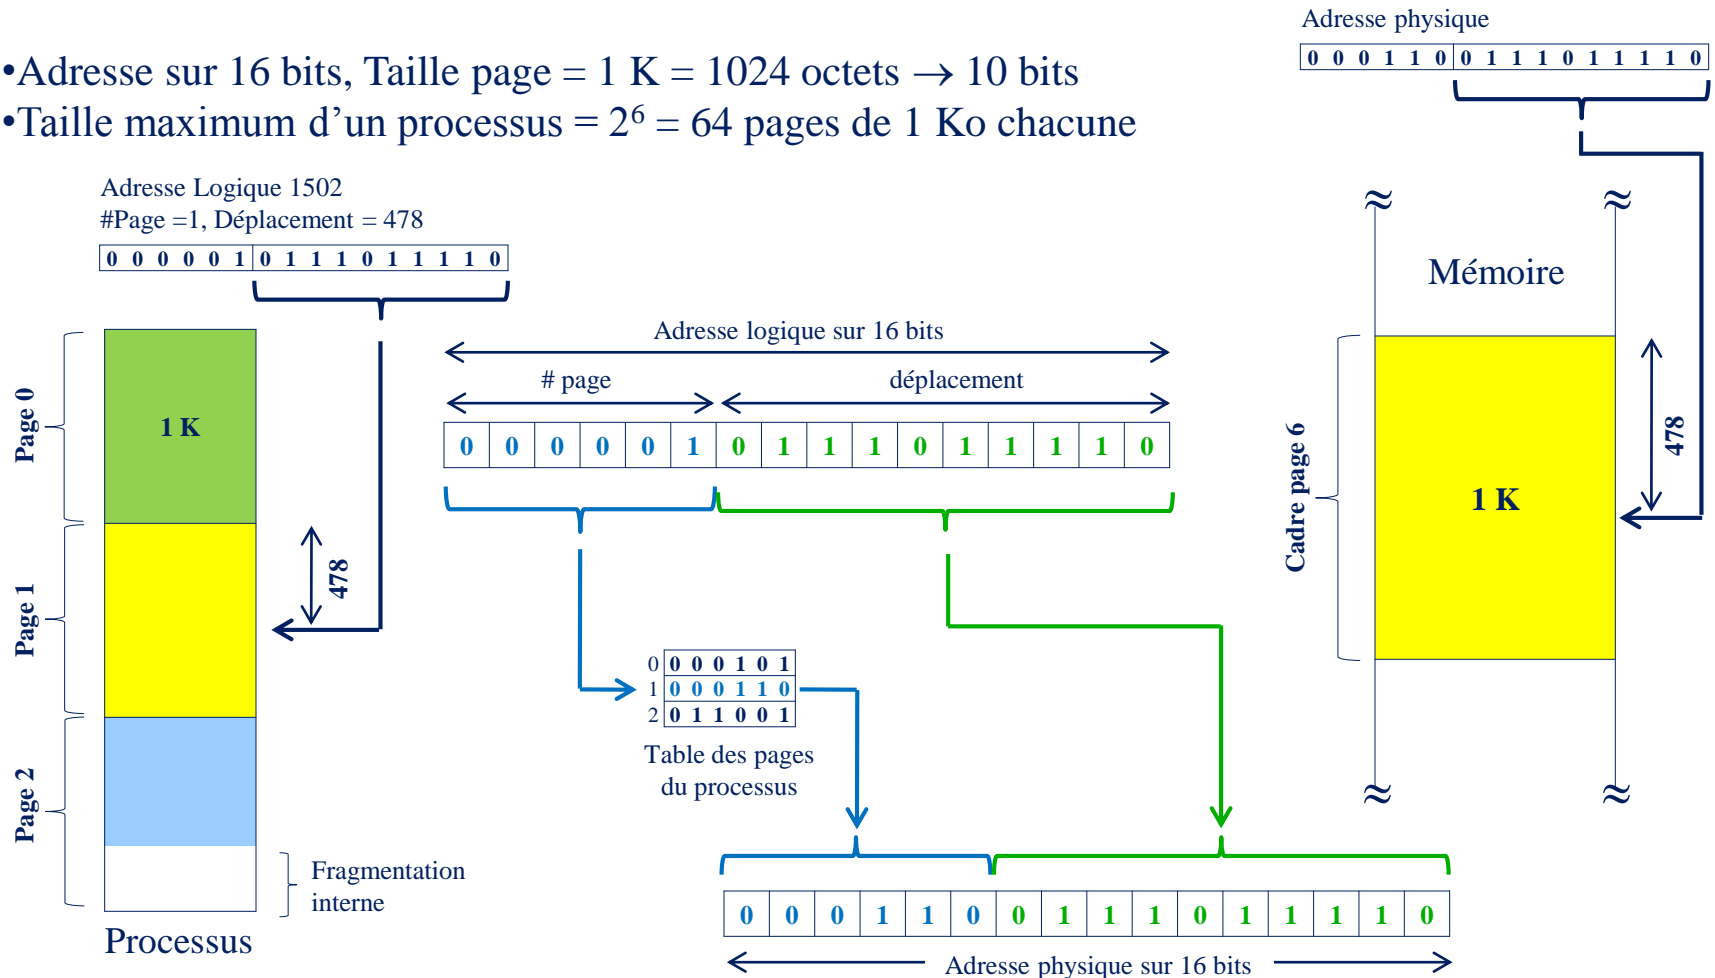 Adresse physique
0 0 0 1 1 0 0 1 1 1 0 1 1 1 1 0
•Adresse sur 16 bits, Taille page = 1 K = 1024 octets → 10 bits
•Taille maximum d’un processus = 2⁶ = 64 pages de 1 Ko chacune
Adresse Logique 1502
#Page =1, Déplacement = 478
0 0 0 0 0 1 0 1 1 1 0 1 1 1 1 0
Page 0
1 K
Page 1
478
Page 2
Fragmentation
interne
Processus
Adresse logique sur 16 bits
# page
déplacement
0 0 0 0 0 1 0 1 1 1 0 1 1 1 1 0
0 0 0 0 1 0 1
1 0 0 0 1 1 0
2 0 1 1 0 0 1
Table des pages
du processus
0 0 0 1 1 0 0 1 1 1 0 1 1 1 1 0
Adresse physique sur 16 bits
≈ ≈
Mémoire
Cadre page 6
1 K
478
≈ ≈